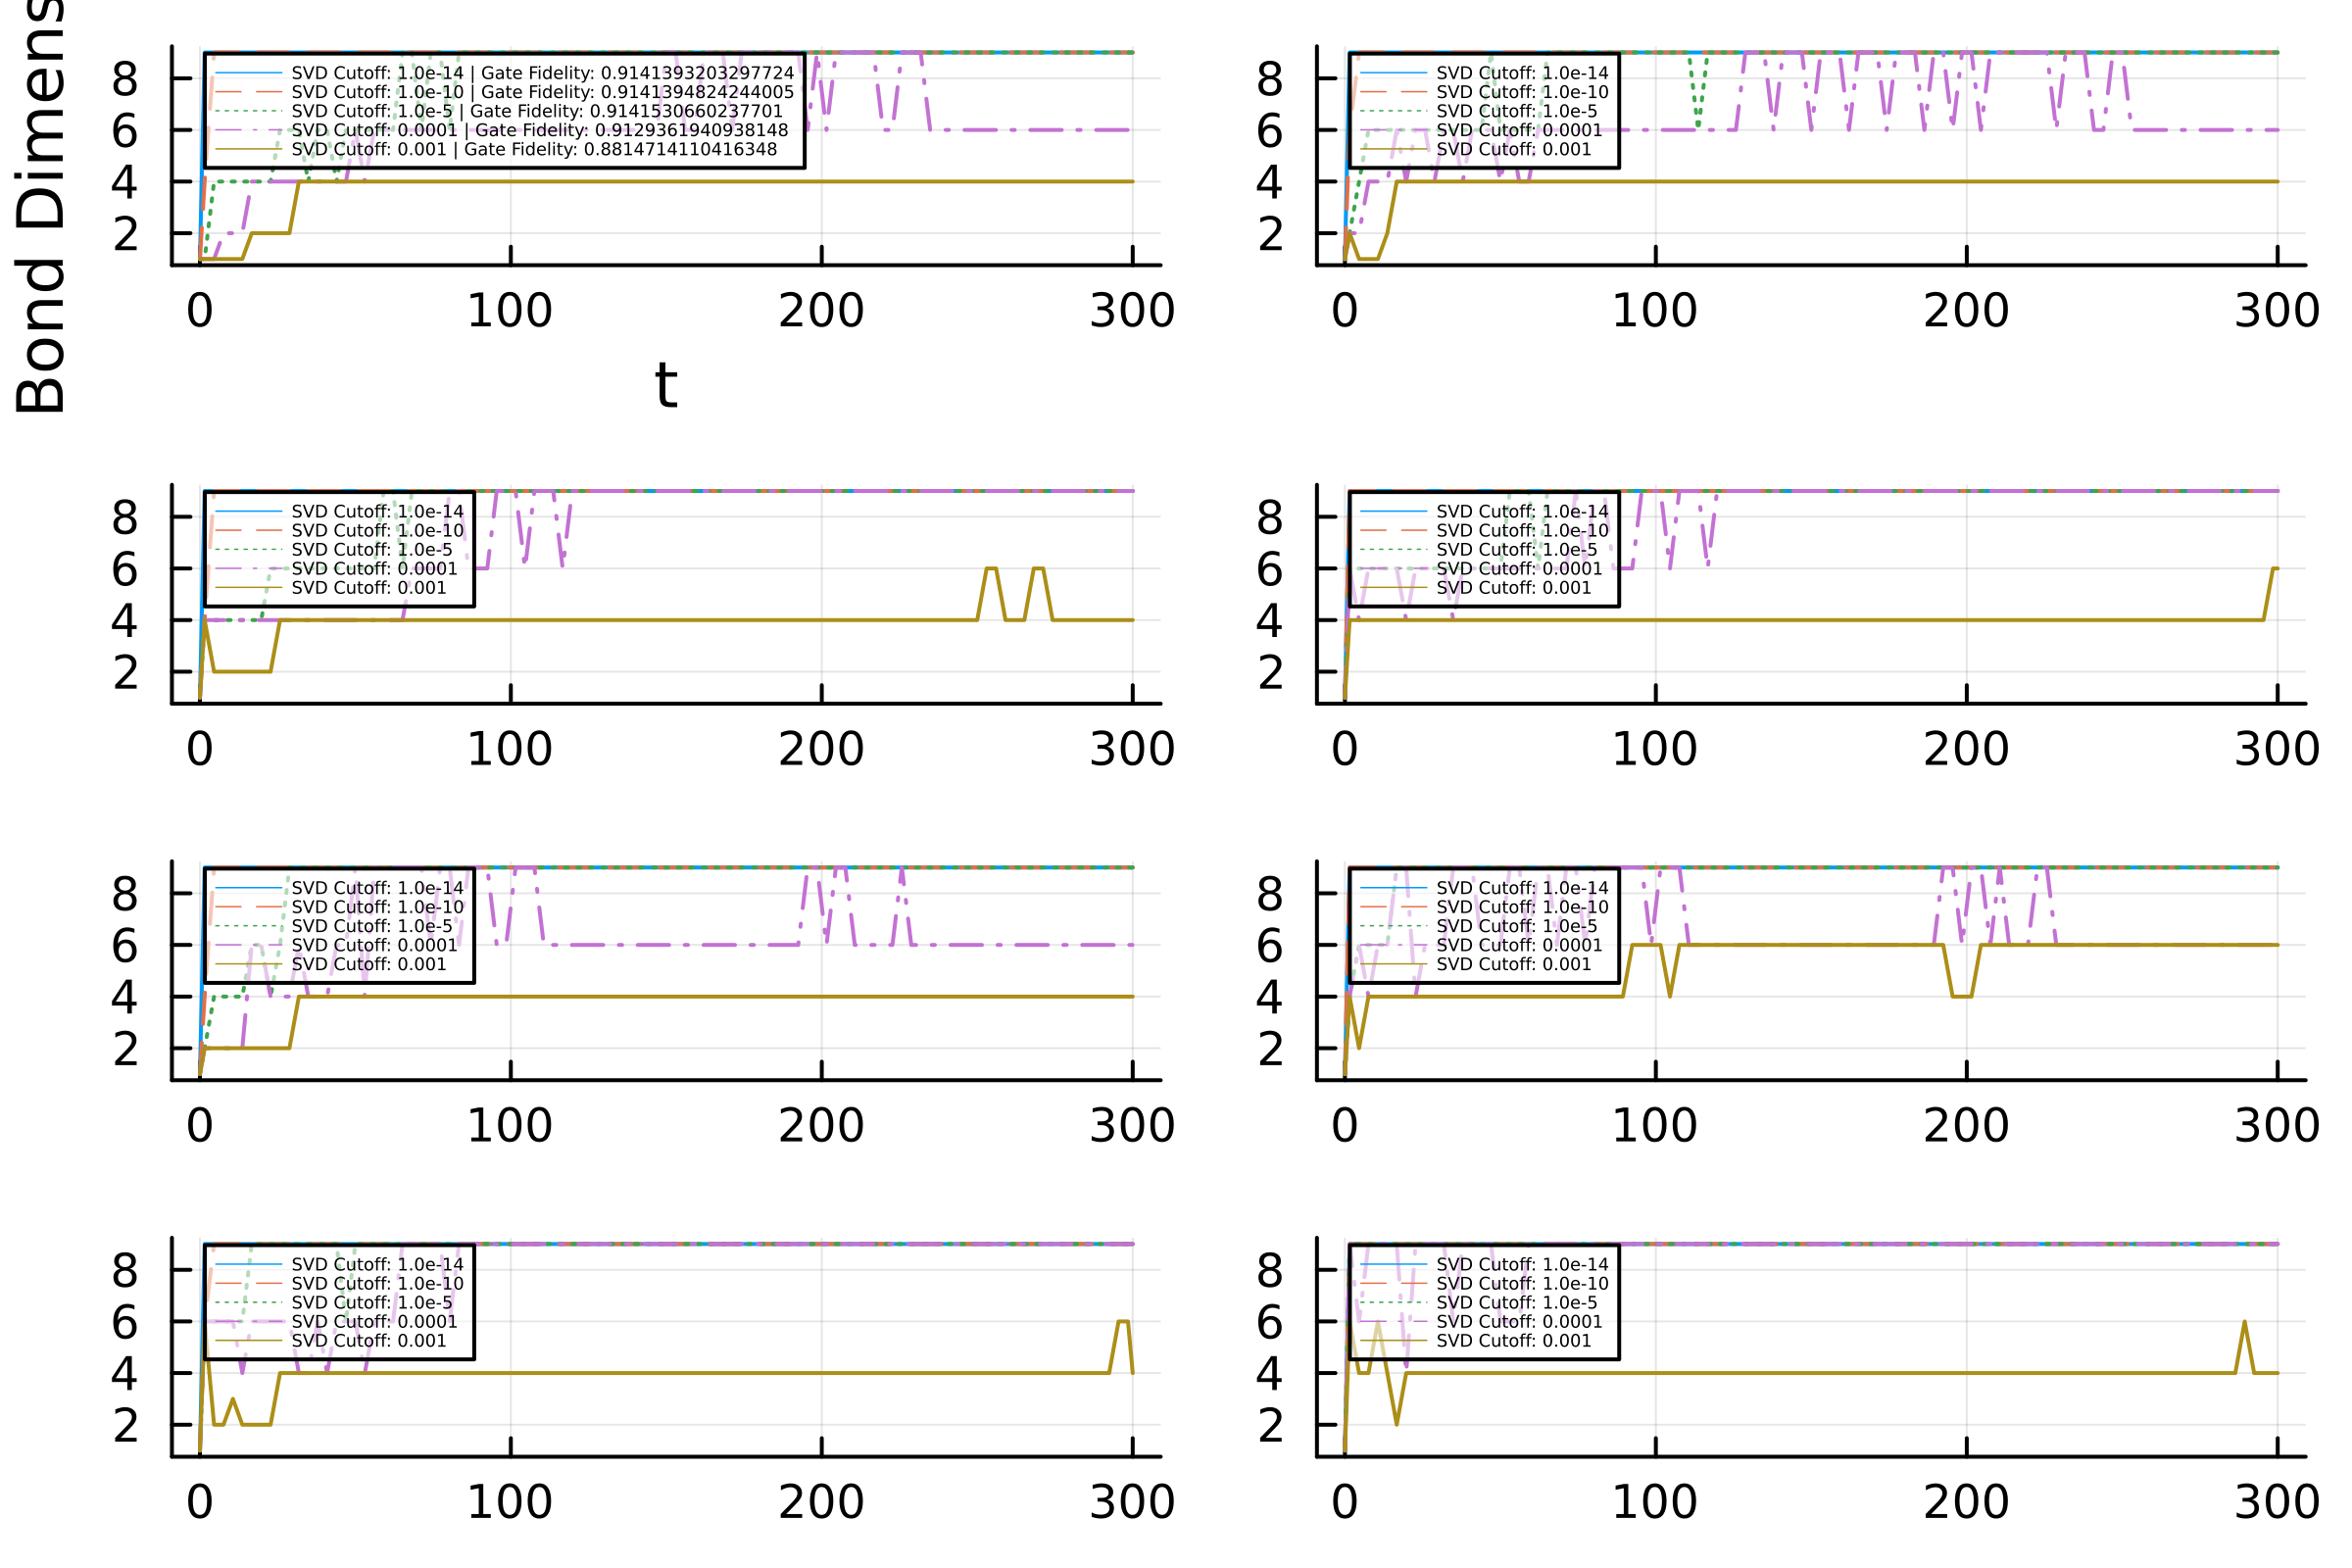 Bond Dimens
8
6
4
2
SVD Cutoff: 1.0e-14 | Gate Fidelity: 0.9141393203297724
SVD Cutoff: 1.0e-10 | Gate Fidelity: 0.9141394824244005
SVD Cutoff: 1.0e-5 | Gate Fidelity: 0.9141530660237701
SVD Cutoff: 0.0001 | Gate Fidelity: 0.9129361940938148
SVD Cutoff: 0.001 | Gate Fidelity: 0.8814714110416348
0 100 200 300
t
8
6
4
2
SVD Cutoff: 1.0e-14
SVD Cutoff: 1.0e-10
SVD Cutoff: 1.0e-5
SVD Cutoff: 0.0001
SVD Cutoff: 0.001
0 100 200 300
8
6
4
2
SVD Cutoff: 1.0e-14
SVD Cutoff: 1.0e-10
SVD Cutoff: 1.0e-5
SVD Cutoff: 0.0001
SVD Cutoff: 0.001
0 100 200 300
8
6
4
2
SVD Cutoff: 1.0e-14
SVD Cutoff: 1.0e-10
SVD Cutoff: 1.0e-5
SVD Cutoff: 0.0001
SVD Cutoff: 0.001
0 100 200 300
8
6
4
2
SVD Cutoff: 1.0e-14
SVD Cutoff: 1.0e-10
SVD Cutoff: 1.0e-5
SVD Cutoff: 0.0001
SVD Cutoff: 0.001
0 100 200 300
8
6
4
2
SVD Cutoff: 1.0e-14
SVD Cutoff: 1.0e-10
SVD Cutoff: 1.0e-5
SVD Cutoff: 0.0001
SVD Cutoff: 0.001
0 100 200 300
8
6
4
2
SVD Cutoff: 1.0e-14
SVD Cutoff: 1.0e-10
SVD Cutoff: 1.0e-5
SVD Cutoff: 0.0001
SVD Cutoff: 0.001
0 100 200 300
8
6
4
2
SVD Cutoff: 1.0e-14
SVD Cutoff: 1.0e-10
SVD Cutoff: 1.0e-5
SVD Cutoff: 0.0001
SVD Cutoff: 0.001
0 100 200 300